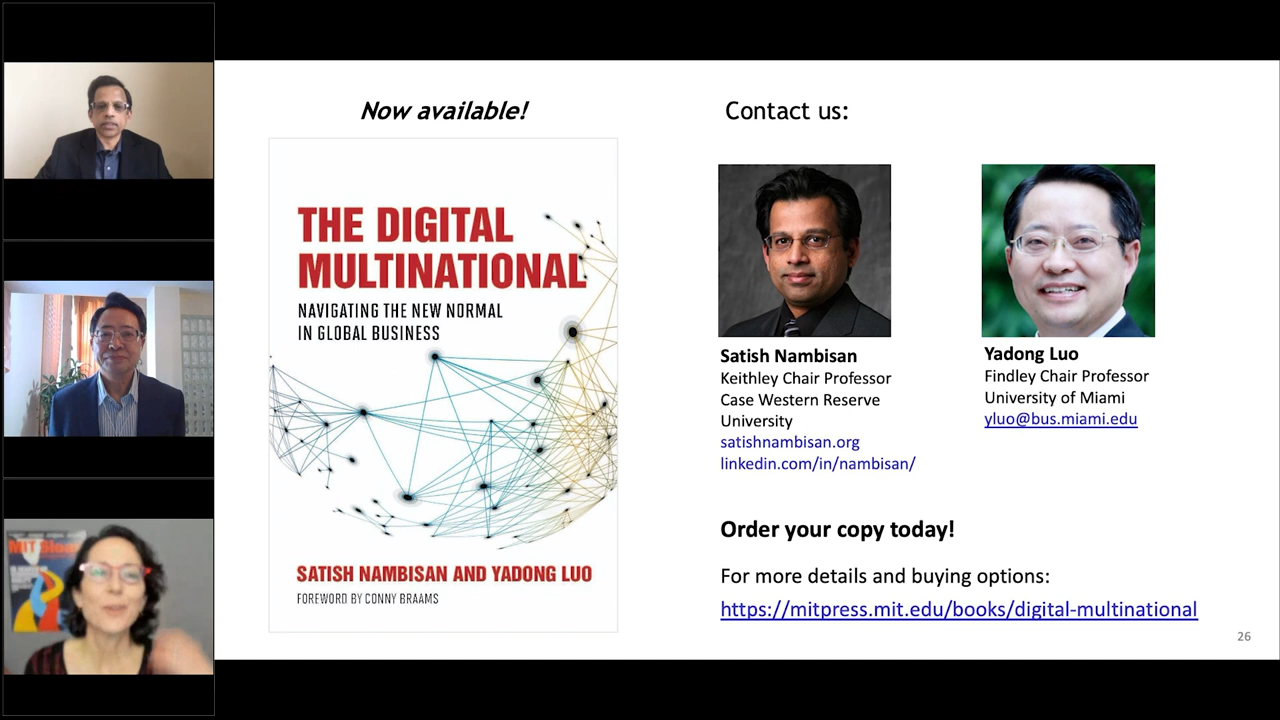 Now available!
THE DIGITAL
MULTINATIONAL
NAVIGATING THE NEW NORMAL
IN GLOBAL BUSINESS
SATISH NAMBISAN AND YADONG LUO
FOREWORD BY CONNY BRAAMS
Contact us:
Satish Nambisan
Keithley Chair Professor
Case Western Reserve
University
satishnambisan.org
linkedin.com/in/nambisan/
Yadong Luo
Findley Chair Professor
University of Miami
yluo@bus.miami.edu
Order your copy today!
For more details and buying options:
https://mitpress.mit.edu/books/digital-multinational
26
MIT Sloan